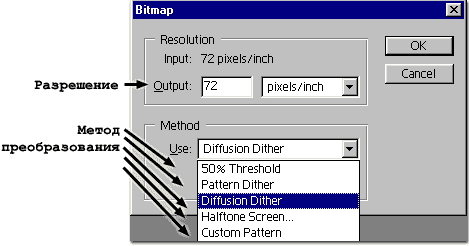 Bitmap
Resolution
Input: 72 pixels/inch
Разрешение
Output: 72 pixels/inch
OK
Cancel
Метод
преобразования
Method
Use: Diffusion Dither
50% Threshold
Pattern Dither
Diffusion Dither
Halftone Screen...
Custom Pattern